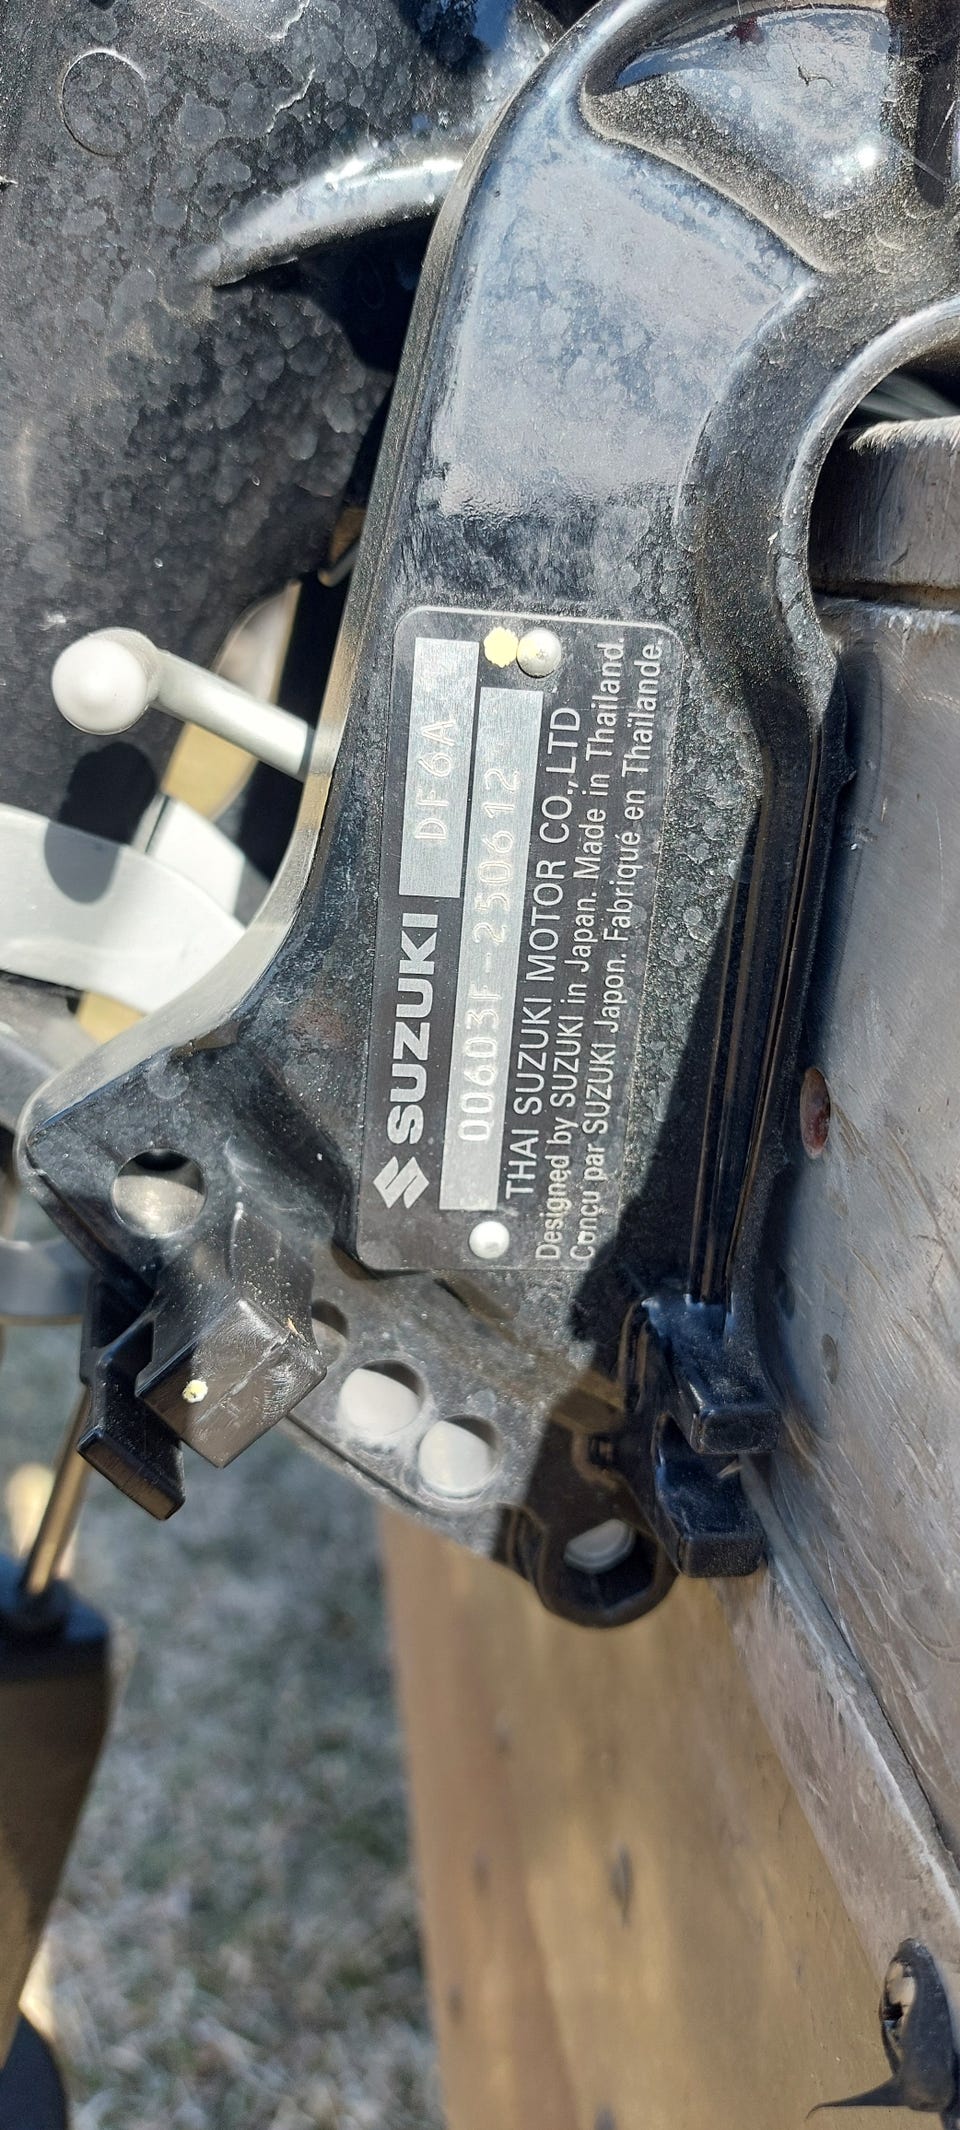 SUZUKI DF6A
00603F-250612
THAI SUZUKI MOTOR CO.,LTD
Designed by SUZUKI in Japan. Made in Thailand.
Conçu par SUZUKI Japon. Fabriqué en Thaïlande.